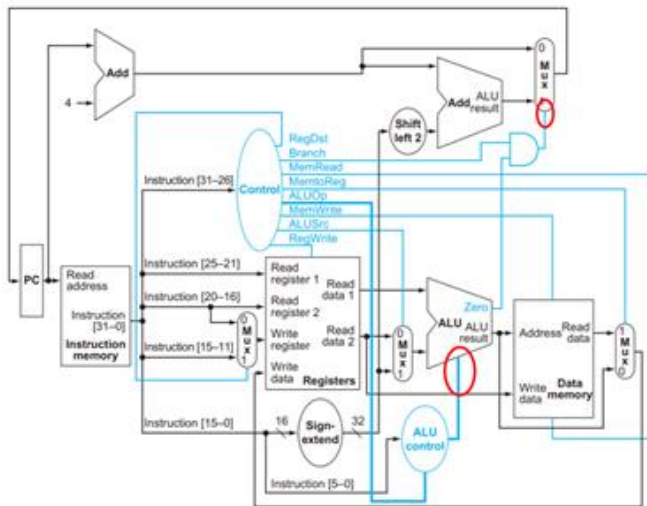 0
M
u
x
1
Add
4
Add
ALU
result
Shift
left 2
RegDst
Branch
MemRead
MemtoReg
ALUOp
MemWrite
ALUSrc
RegWrite
Control
Instruction [31–26]
Instruction [25–21]
Instruction [20–16]
Instruction [15–11]
Instruction [15–0]
Instruction [5–0]
PC
Read
address
Instruction
[31–0]
Instruction
memory
0
M
u
x
1
Read
register 1
Read
register 2
Write
register
Write
data
Read
data 1
Read
data 2
Registers
0
M
u
x
1
Zero
ALU
ALU
result
Address
Read
data
Write
data
Data
memory
1
M
u
x
0
16
Sign-
extend
32
ALU
control